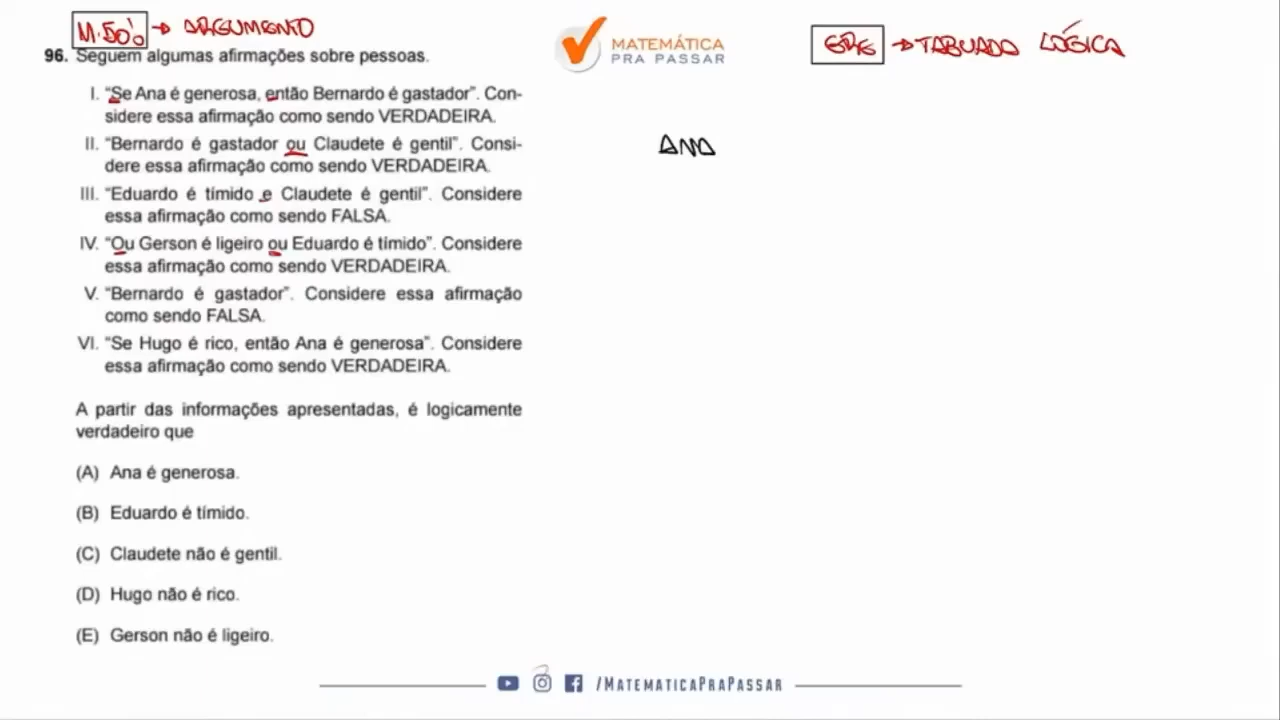 M.50's → ARGUMENTO
MATEMÁTICA
PRA PASSAR
→ TABUADO LÓGICA
96. Seguem algumas afirmações sobre pessoas.
I. “Se Ana é generosa, então Bernardo é gastador”. Con-
sidere essa afirmação como sendo VERDADEIRA.
II. “Bernardo é gastador ou Claudete é gentil”. Consi-
dere essa afirmação como sendo VERDADEIRA.
ANA
III. “Eduardo é tímido e Claudete é gentil”. Considere
essa afirmação como sendo FALSA.
IV. “Ou Gerson é ligeiro ou Eduardo é tímido”. Considere
essa afirmação como sendo VERDADEIRA.
V. “Bernardo é gastador”. Considere essa afirmação
como sendo FALSA.
VI. “Se Hugo é rico, então Ana é generosa”. Considere
essa afirmação como sendo VERDADEIRA.
A partir das informações apresentadas, é logicamente
verdadeiro que
(A) Ana é generosa.
(B) Eduardo é tímido.
(C) Claudete não é gentil.
(D) Hugo não é rico.
(E) Gerson não é ligeiro.
/MATEMATICAPRAPASSAR